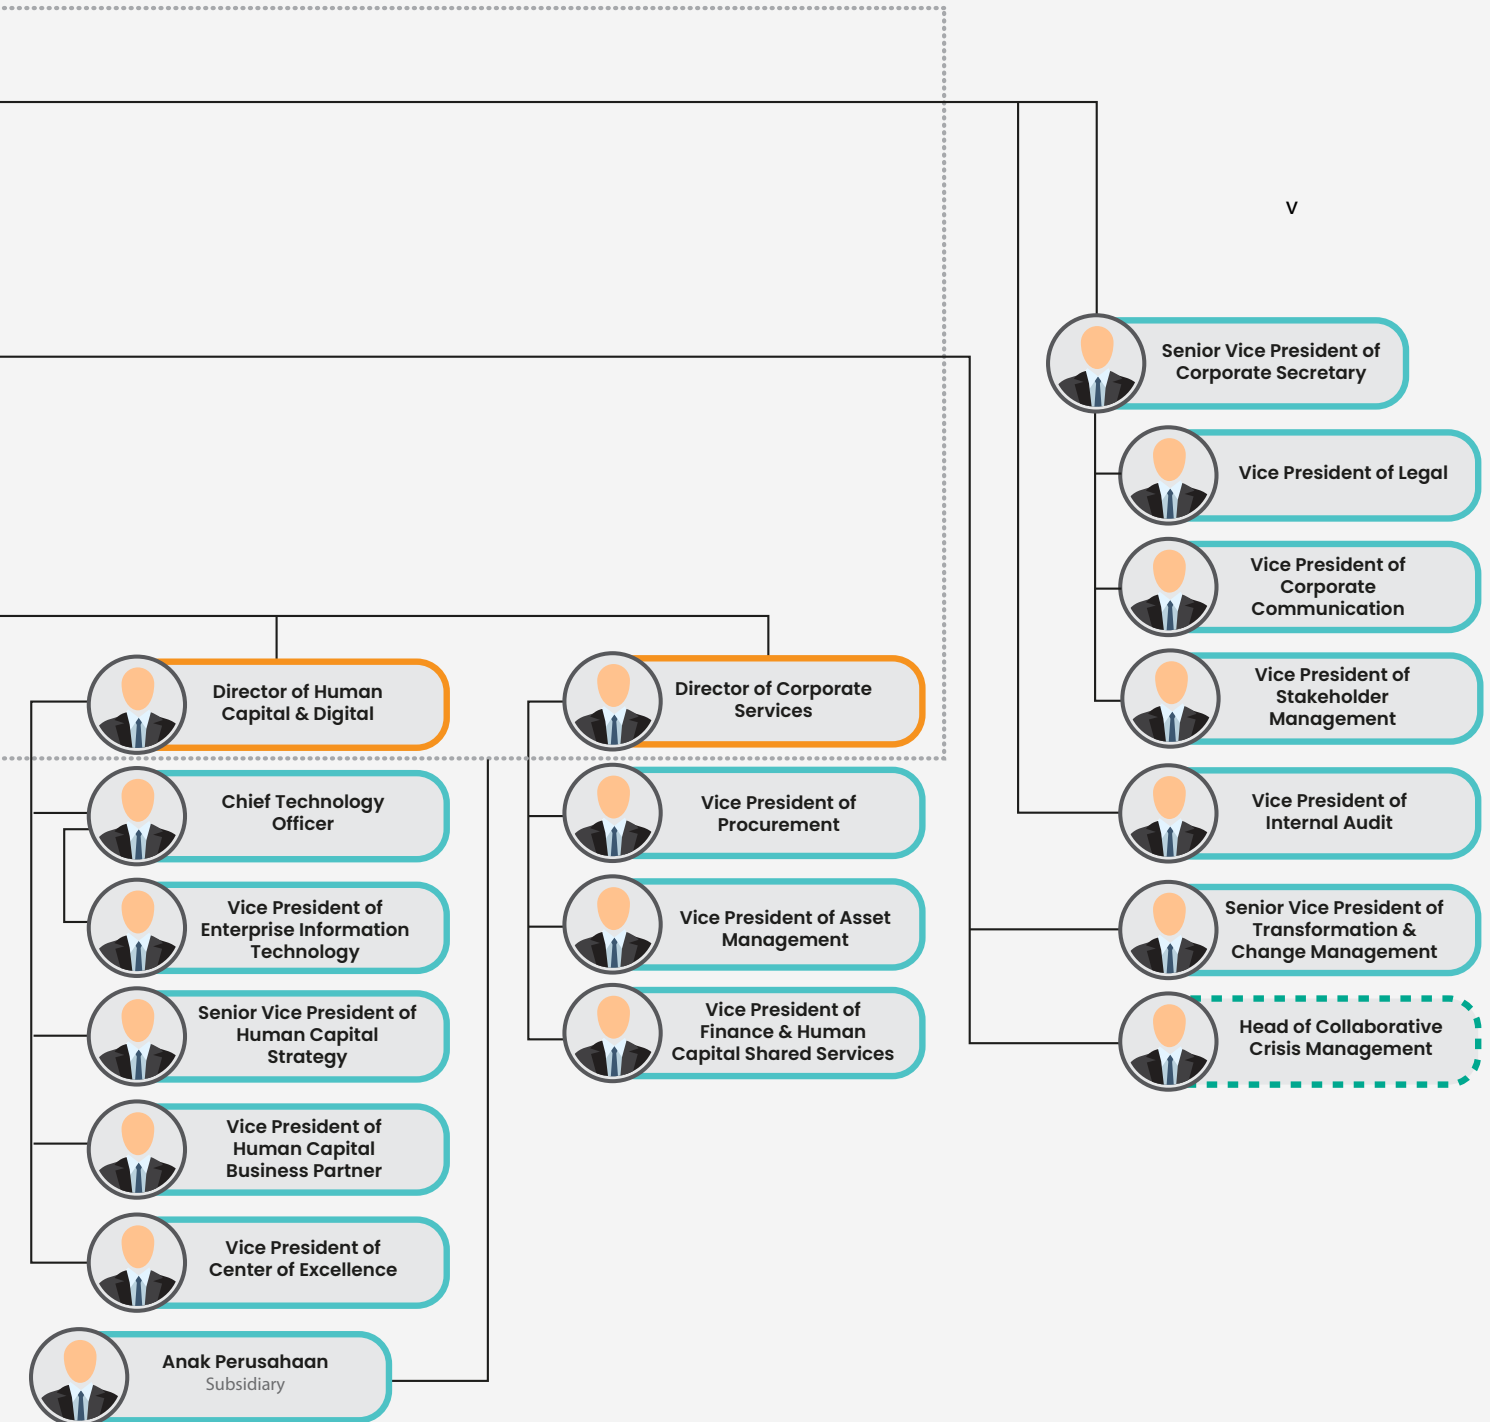 v
Senior Vice President of
Corporate Secretary
Vice President of Legal
Vice President of
Corporate
Communication
Vice President of
Stakeholder
Management
Vice President of
Internal Audit
Senior Vice President of
Transformation &
Change Management
Head of Collaborative
Crisis Management
Director of Human
Capital & Digital
Chief Technology
Officer
Vice President of
Enterprise Information
Technology
Senior Vice President of
Human Capital
Strategy
Vice President of
Human Capital
Business Partner
Vice President of
Center of Excellence
Anak Perusahaan
Subsidiary
Director of Corporate
Services
Vice President of
Procurement
Vice President of Asset
Management
Vice President of
Finance & Human
Capital Shared Services